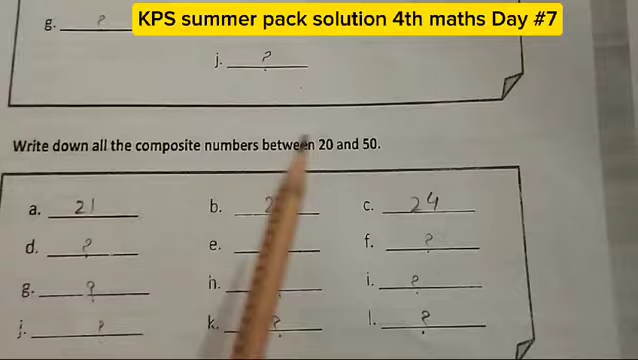 KPS summer pack solution 4th maths Day #7
g. ?
j. ?
Write down all the composite numbers between 20 and 50.
a. 21 b. 2 c. 24
d. ? e. f. ?
g. ? h. i. ?
j. ? k. ? l. ?